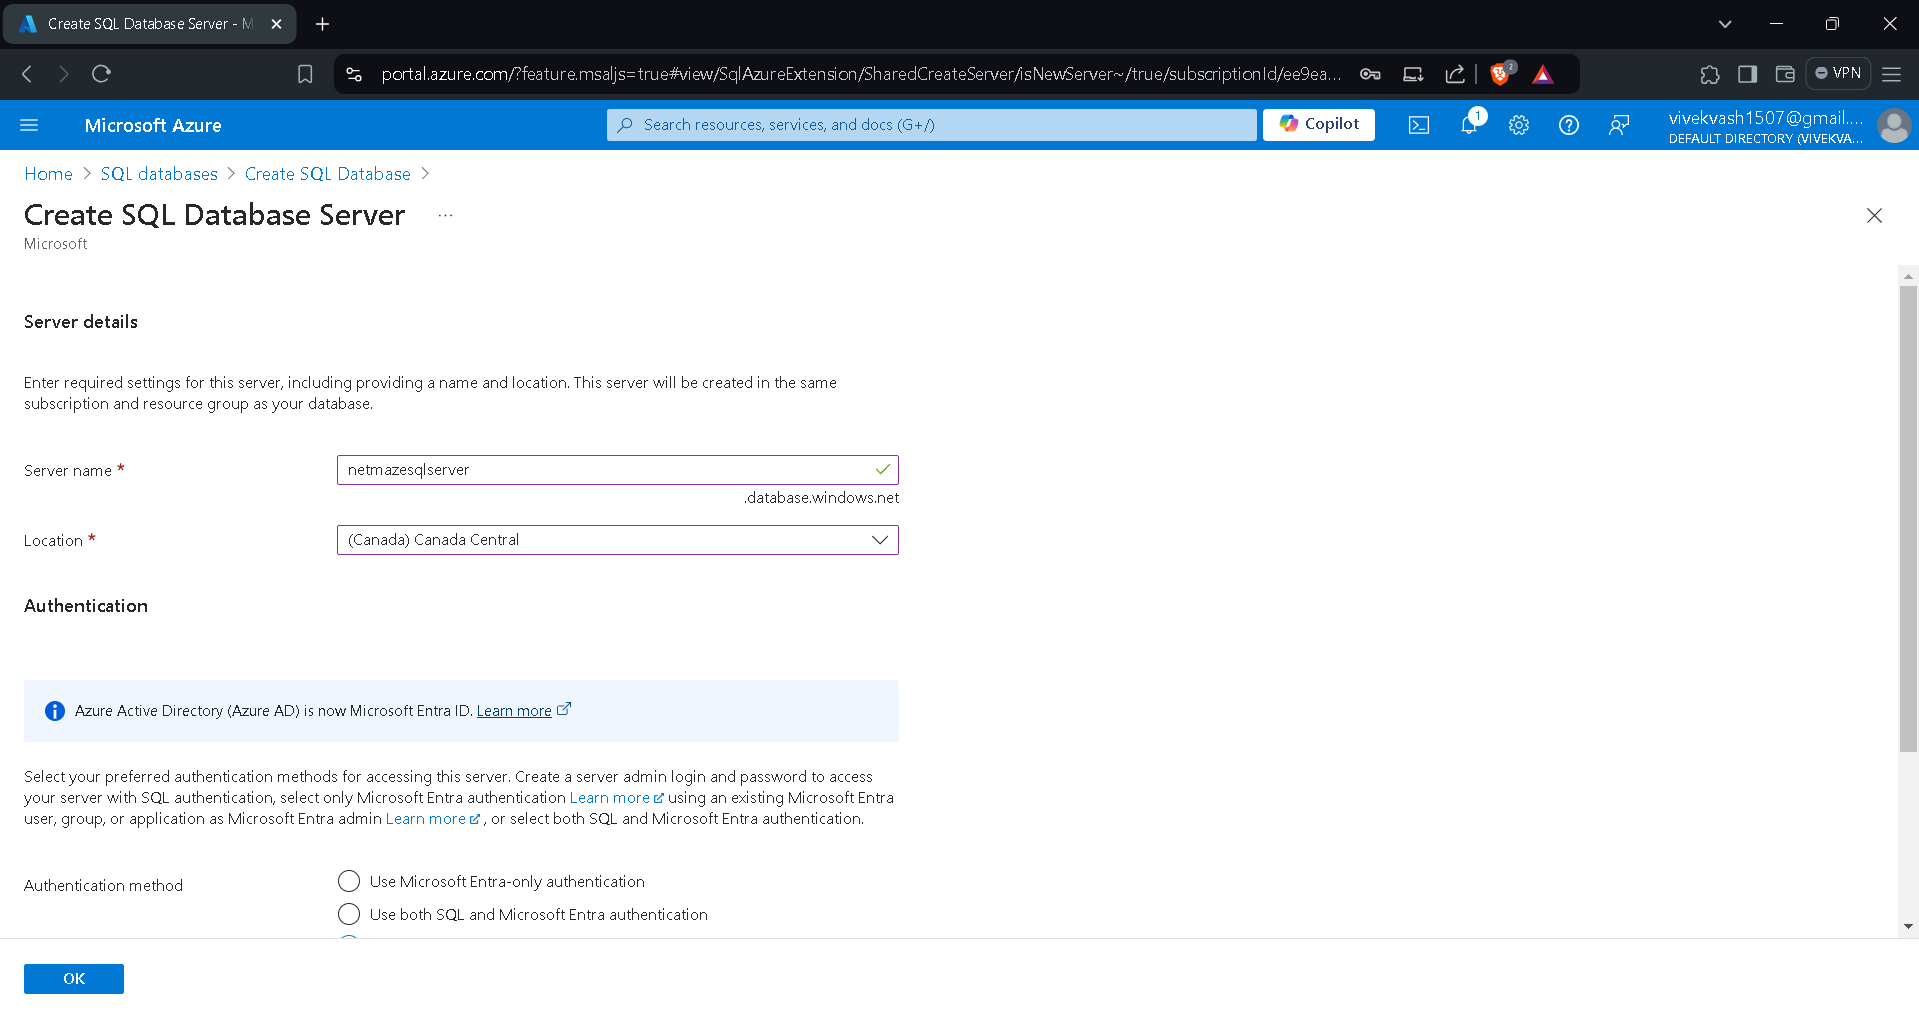 Create SQL Database Server - M
portal.azure.com/?feature.msaljs=true#view/SqlAzureExtension/SharedCreateServer/isNewServer~/true/subscriptionId/ee9ea...
2
VPN
Microsoft Azure
Search resources, services, and docs (G+/)
Copilot
1
vivekvash1507@gmail....
DEFAULT DIRECTORY (VIVEKVA...
Home > SQL databases > Create SQL Database >
Create SQL Database Server ...
Microsoft
Server details
Enter required settings for this server, including providing a name and location. This server will be created in the same
subscription and resource group as your database.
Server name *
netmazesqlserver
.database.windows.net
Location *
(Canada) Canada Central
Authentication
Azure Active Directory (Azure AD) is now Microsoft Entra ID. Learn more
Select your preferred authentication methods for accessing this server. Create a server admin login and password to access
your server with SQL authentication, select only Microsoft Entra authentication Learn more using an existing Microsoft Entra
user, group, or application as Microsoft Entra admin Learn more , or select both SQL and Microsoft Entra authentication.
Authentication method
Use Microsoft Entra-only authentication
Use both SQL and Microsoft Entra authentication
OK